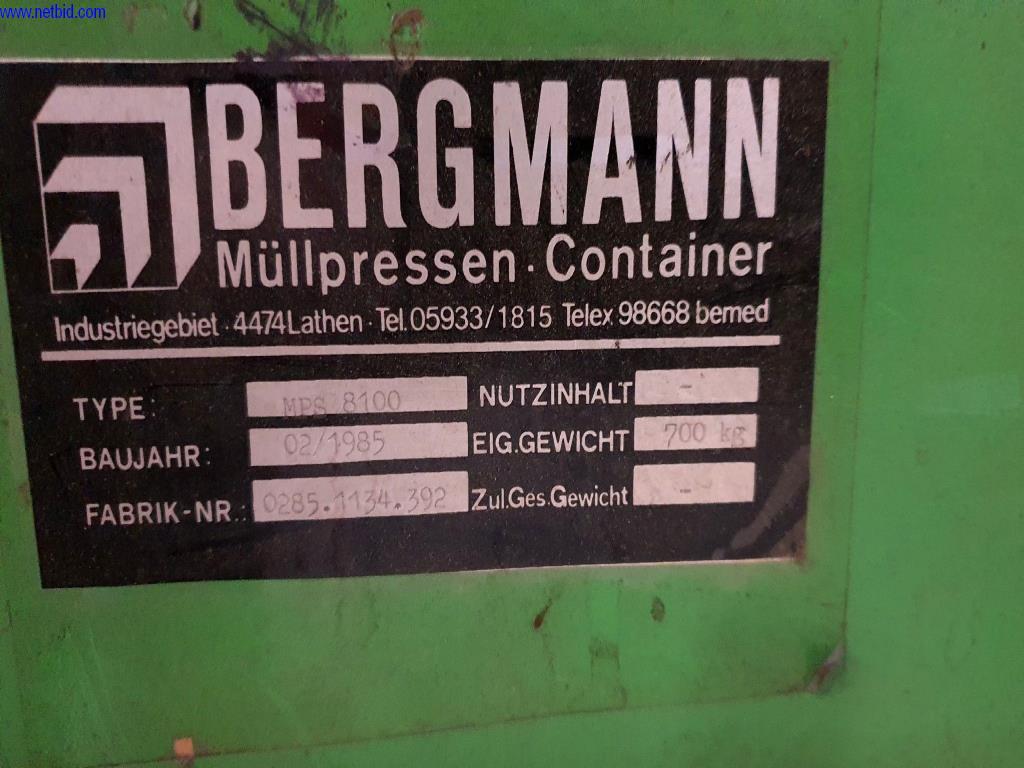 www.netbid.com
BERGMANN
Müllpressen · Container
Industriegebiet · 4474 Lathen · Tel. 05933/1815 Telex 98668 bemed
TYPE: MPS 8100 NUTZINHALT -
BAUJAHR: 02/1985 EIG.GEWICHT 700 kg
FABRIK-NR.: 0285.1134.392 Zul.Ges.Gewicht -